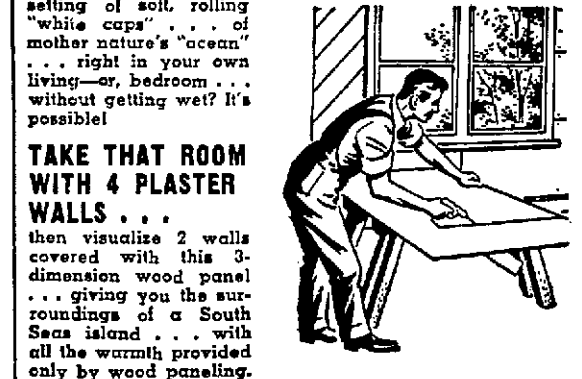 setting of soft, rolling
"white caps" . . . of
mother nature's "ocean"
. . . right in your own
living—or, bedroom . . .
without getting wet? It's
possible!
TAKE THAT ROOM
WITH 4 PLASTER
WALLS . . .
then visualize 2 walls
covered with this 3-
dimension wood panel
. . . giving you the sur-
roundings of a South
Seas island . . . with
all the warmth provided
only by wood paneling.